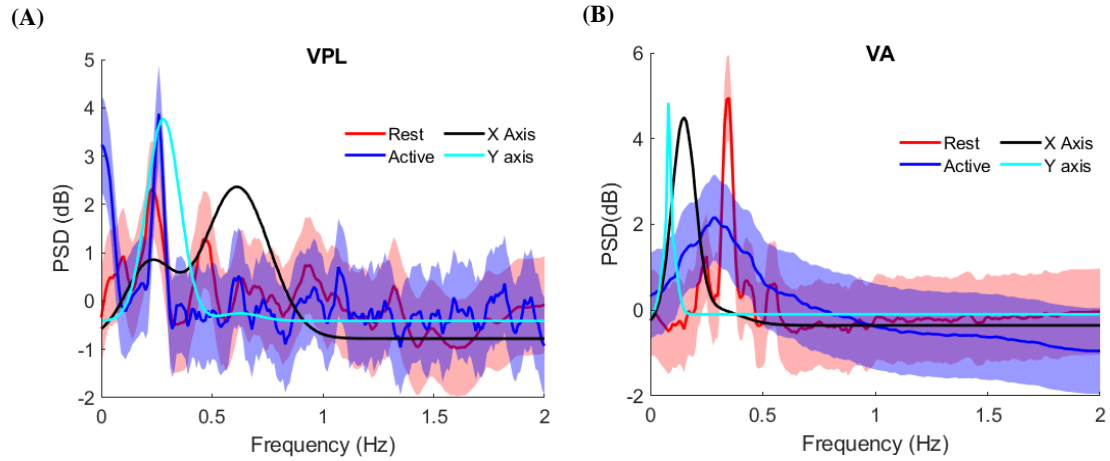 (A)
VPL
5
4
3
2
1
0
-1
-2
PSD (dB)
Rest
Active
X Axis
Y axis
0
0.5
1
1.5
2
Frequency (Hz)
(B)
VA
6
4
2
0
-2
PSD(dB)
Rest
Active
X Axis
Y axis
0
0.5
1
1.5
2
Frequency (Hz)